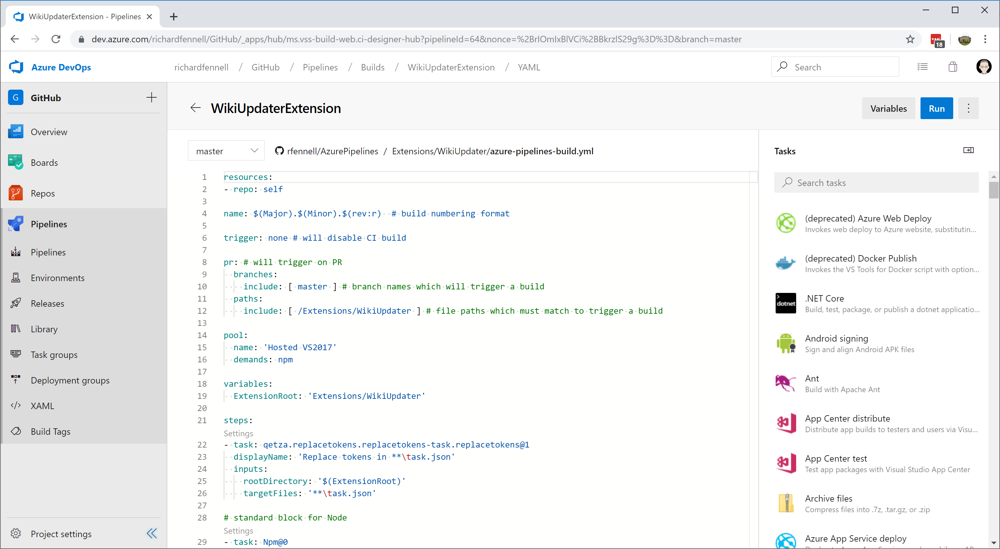 WikiUpdaterExtension - Pipelines
dev.azure.com/richardfennell/GitHub/_apps/hub/ms.vss-build-web.ci-designer-hub?pipelineId=64&nonce=%2BrIOmIxBlVCi%2BBkrzlS29g%3D%3D&branch=master
18
Azure DevOps
richardfennell / GitHub / Pipelines / Builds / WikiUpdaterExtension / YAML
Search
G GitHub
Overview
Boards
Repos
Pipelines
Pipelines
Environments
Releases
Library
Task groups
Deployment groups
XAML
Build Tags
Project settings
WikiUpdaterExtension
Variables
Run
master
rfennell/AzurePipelines / Extensions/WikiUpdater/azure-pipelines-build.yml
1 resources:
2 - repo: self
3
4 name: $(Major).$(Minor).$(rev:r)  # build numbering format
5
6 trigger: none # will disable CI build
7
8 pr: # will trigger on PR
9   branches:
10     include: [ master ] # branch names which will trigger a build
11   paths:
12     include: [ /Extensions/WikiUpdater ] # file paths which must match to trigger a build
13
14 pool:
15   name: 'Hosted VS2017'
16   demands: npm
17
18 variables:
19   ExtensionRoot: 'Extensions/WikiUpdater'
20
21 steps:
Settings
22 - task: qetza.replacetokens.replacetokens-task.replacetokens@1
23   displayName: 'Replace tokens in **\task.json'
24   inputs:
25     rootDirectory: '$(ExtensionRoot)'
26     targetFiles: '**\task.json'
27
28 # standard block for Node
Settings
29 - task: Npm@0
Tasks
Search tasks
(deprecated) Azure Web Deploy
Invokes web deploy to Azure website, substitutin...
(deprecated) Docker Publish
Invokes the VS Tools for Docker script with option...
dotnet
.NET Core
Build, test, package, or publish a dotnet applicatio...
Android signing
Sign and align Android APK files
Ant
Build with Apache Ant
App Center distribute
Distribute app builds to testers and users via Visu...
App Center test
Test app packages with Visual Studio App Center
Archive files
Compress files into .7z, .tar.gz, or .zip
Azure App Service deploy